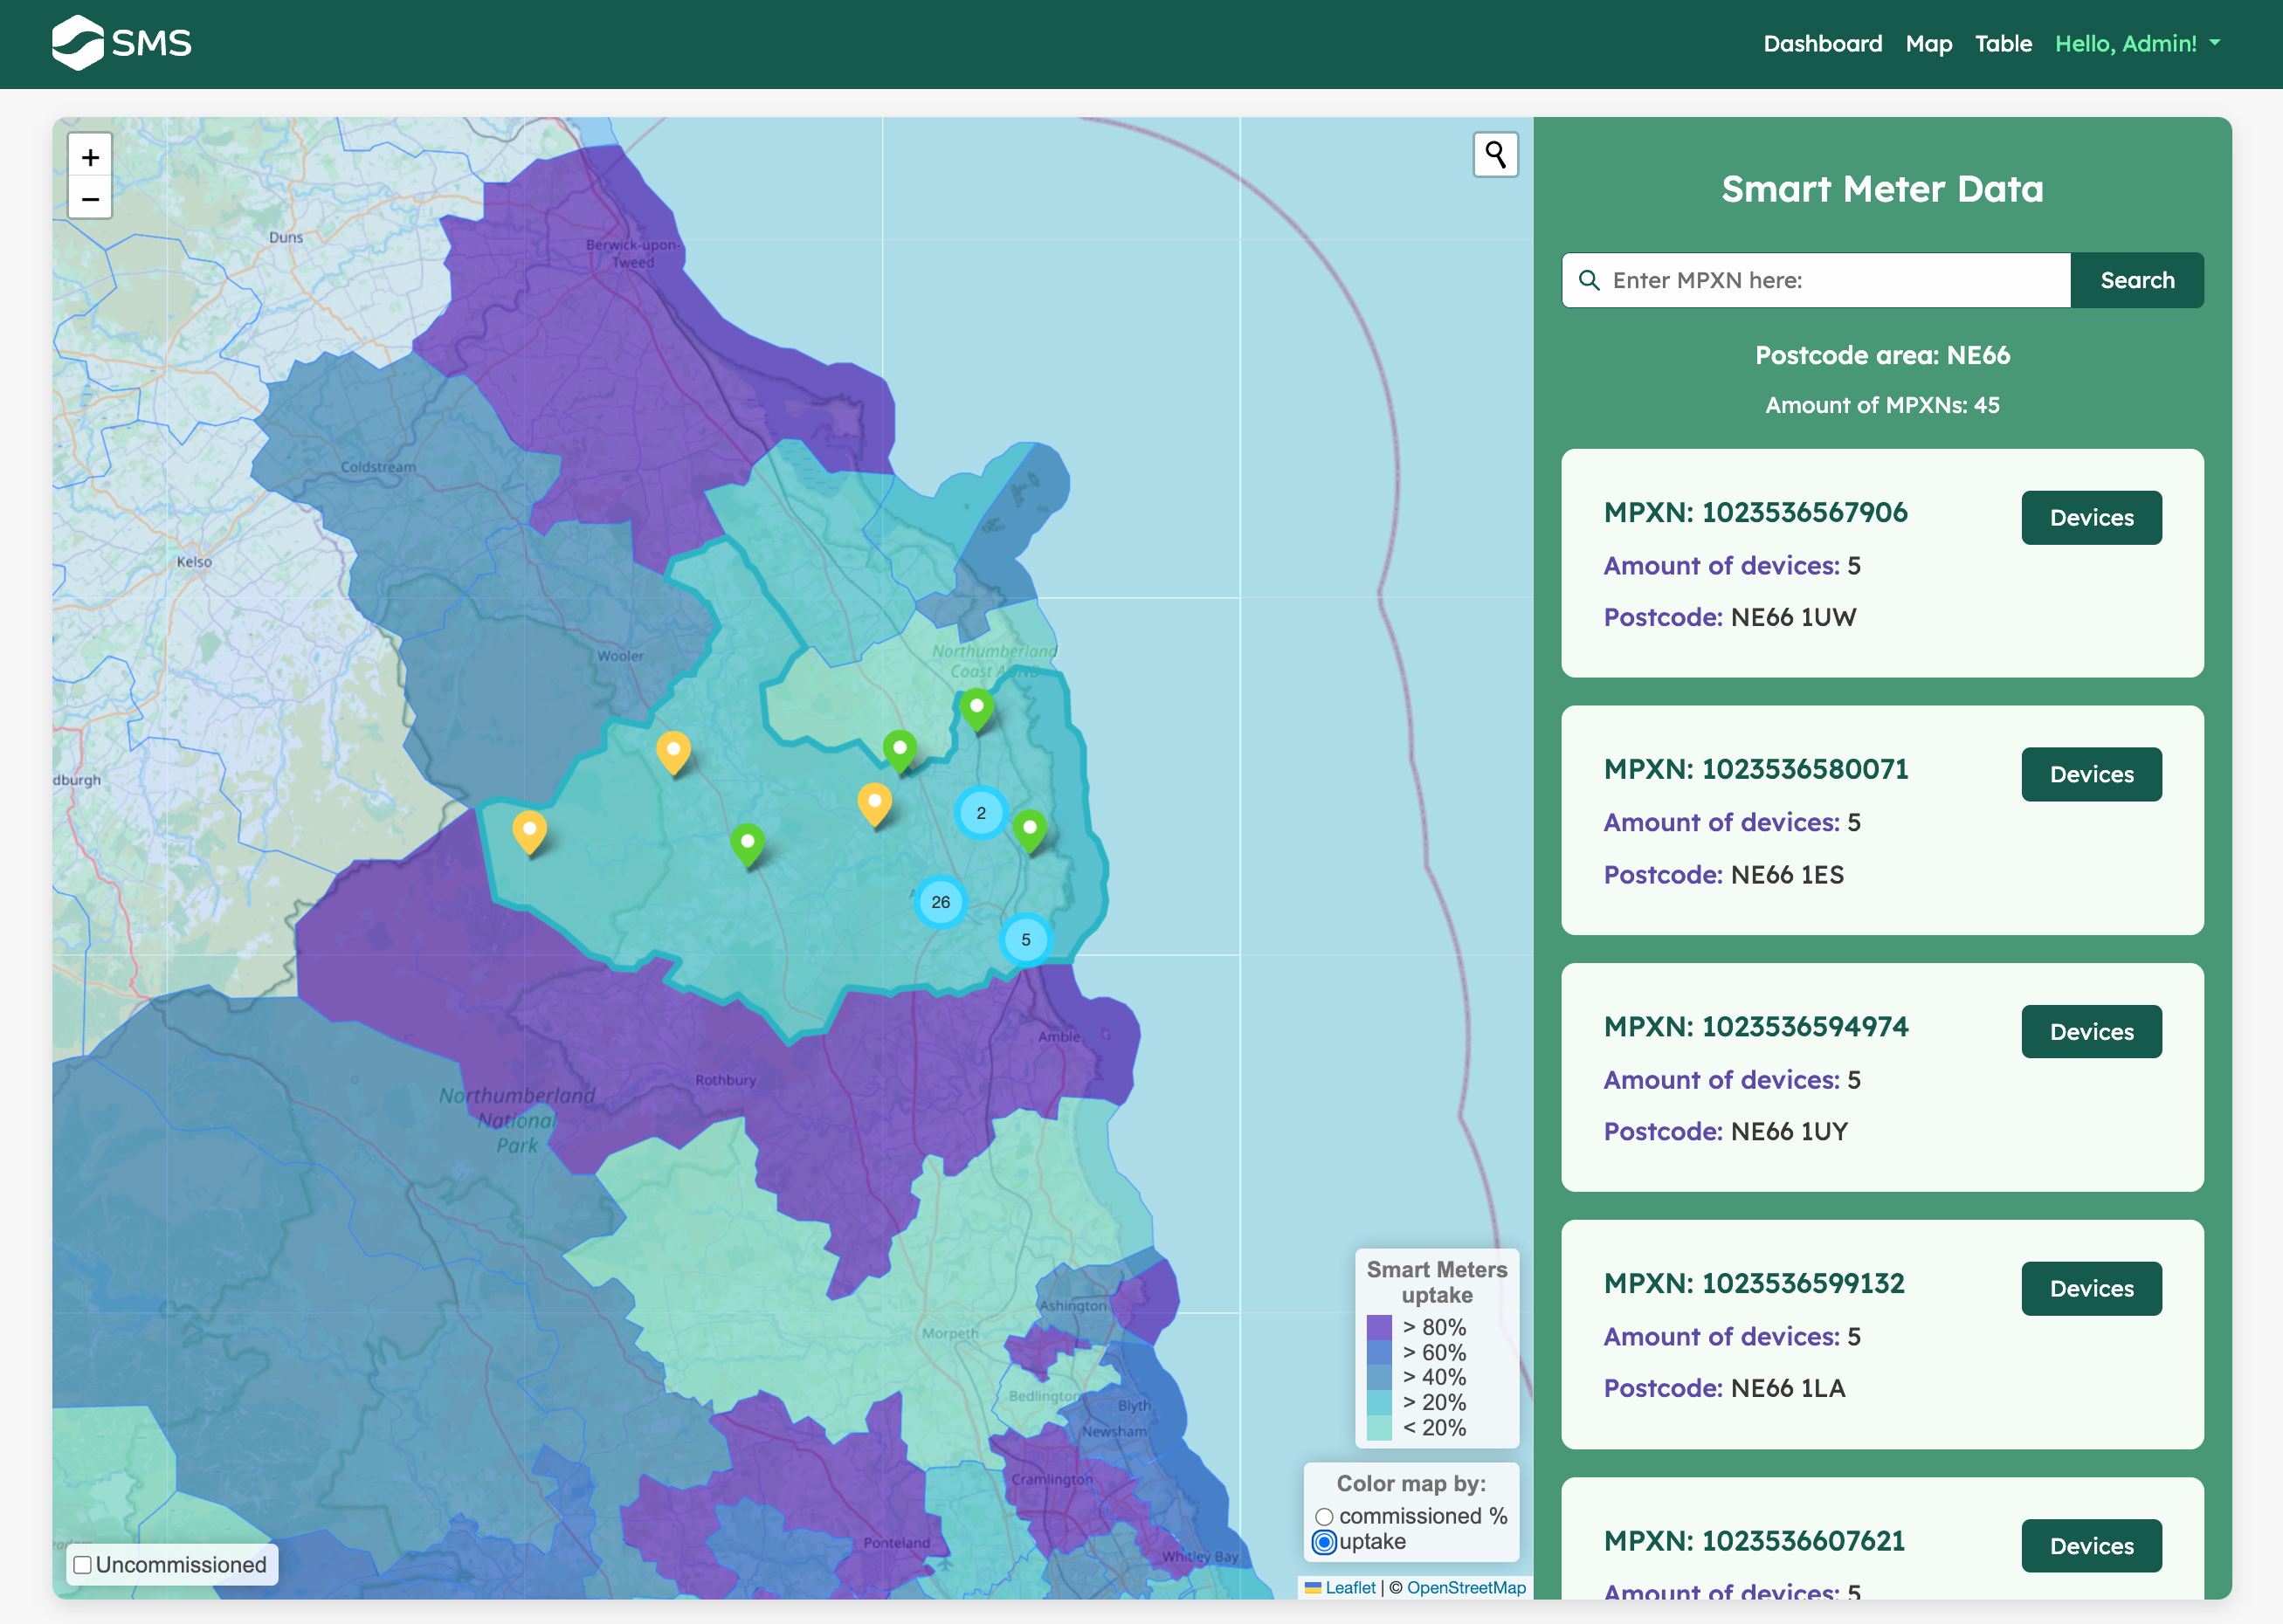 SMS
Dashboard Map Table Hello, Admin!
+
−
Duns
Berwick-upon-
Tweed
Coldstream
Kelso
Wooler
Northumberland
Coast AONB
dburgh
2
26
5
Amble
Rothbury
Northumberland
National
Park
Ashington
Morpeth
Bedlington
Blyth
Newsham
Cramlington
Ponteland
Whitley Bay
Uncommissioned
Smart Meters
uptake
> 80%
> 60%
> 40%
> 20%
< 20%
Color map by:
commissioned %
uptake
Leaflet | © OpenStreetMap
Smart Meter Data
Enter MPXN here:
Search
Postcode area: NE66
Amount of MPXNs: 45
MPXN: 1023536567906
Devices
Amount of devices: 5
Postcode: NE66 1UW
MPXN: 1023536580071
Devices
Amount of devices: 5
Postcode: NE66 1ES
MPXN: 1023536594974
Devices
Amount of devices: 5
Postcode: NE66 1UY
MPXN: 1023536599132
Devices
Amount of devices: 5
Postcode: NE66 1LA
MPXN: 1023536607621
Devices
Amount of devices: 5